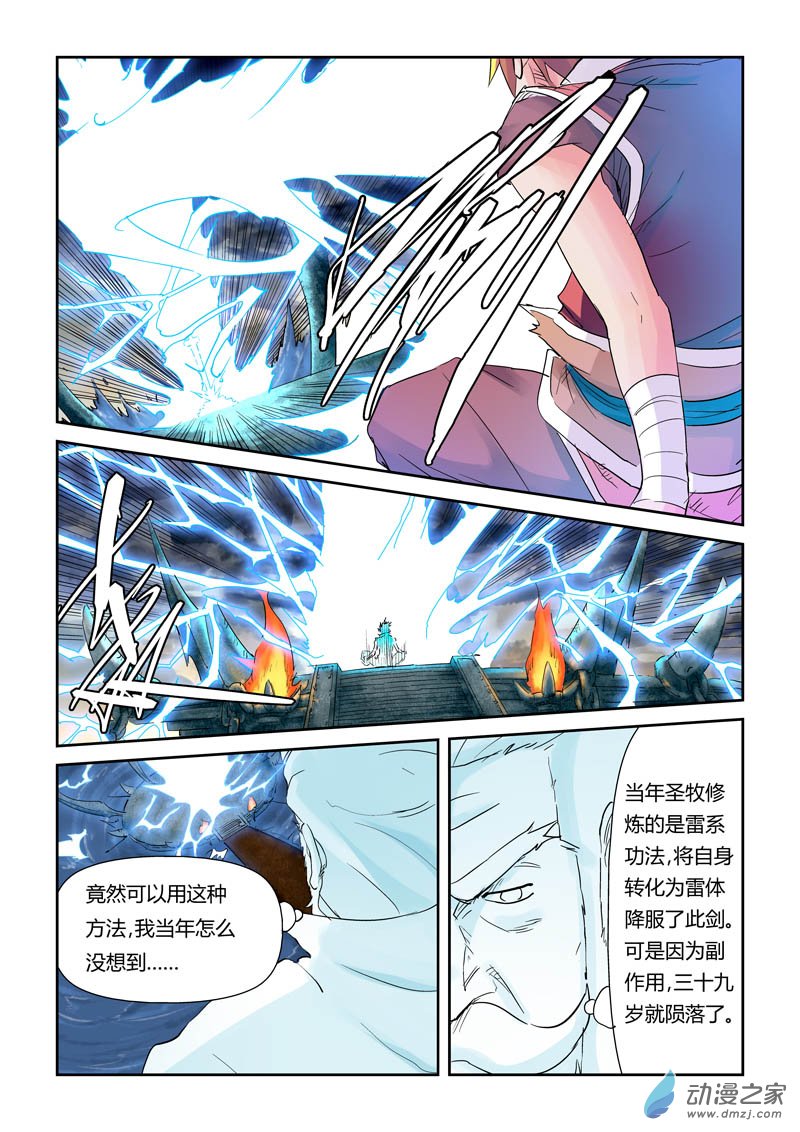 竟然可以用这种
方法,我当年怎么
没想到……
当年圣牧修
炼的是雷系
功法,将自身
转化为雷体
降服了此剑。
可是因为副
作用,三十九
岁就陨落了。
动漫之家
www.dmzj.com